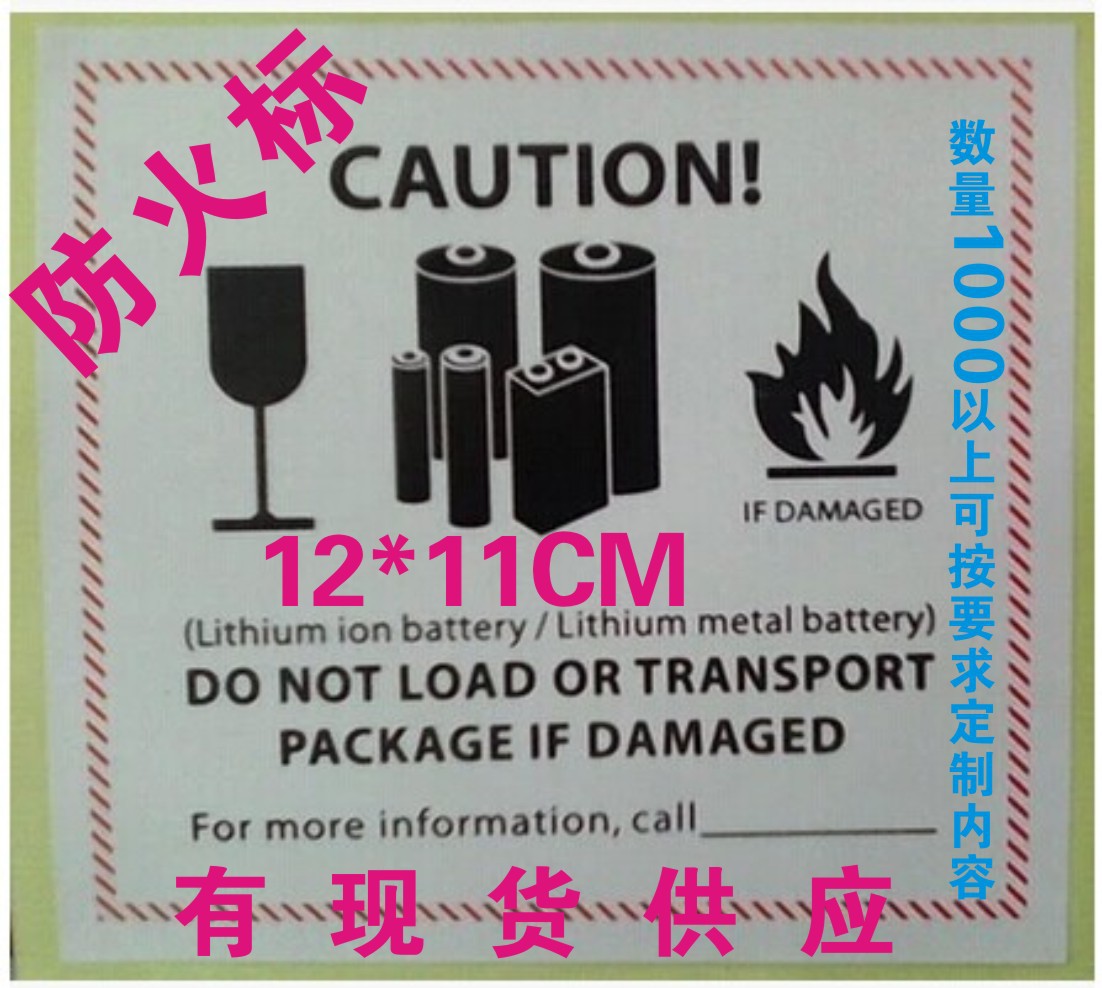 防火标
CAUTION!
IF DAMAGED
12*11CM
(Lithium ion battery / Lithium metal battery)
DO NOT LOAD OR TRANSPORT
PACKAGE IF DAMAGED
For more information, call
有现货供应
数量1000以上可按要求定制内容